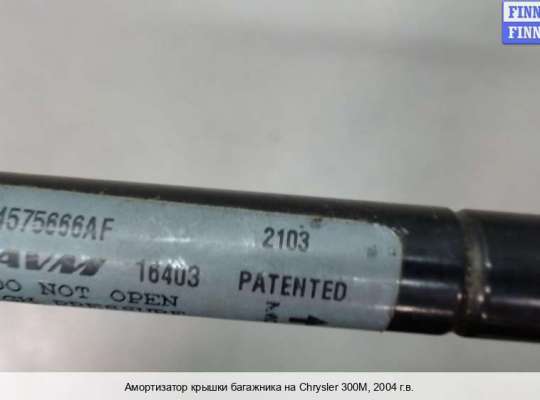 FINN
FINN
4575666AF 2103
AVM 16403 PATENTED
DO NOT OPEN
Амортизатор крышки багажника на Chrysler 300M, 2004 г.в.